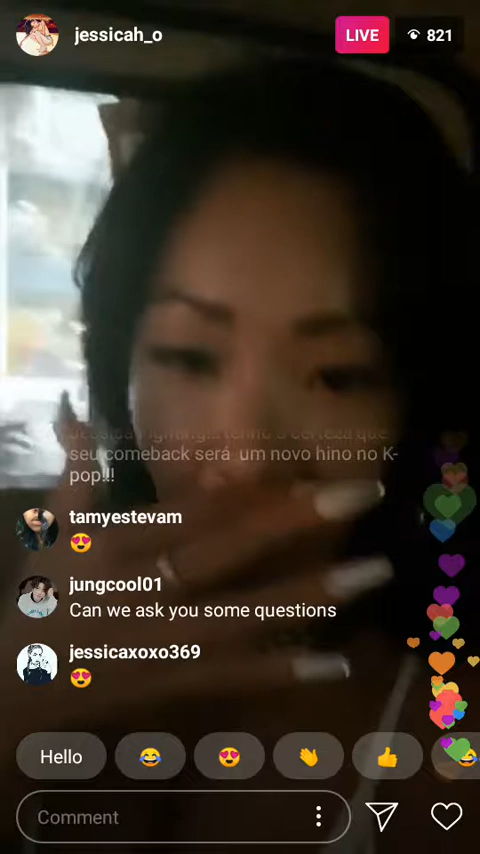 jessicah_o
LIVE
821
seu comeback será um novo hino no K-
pop!!!
tamyestevam
😍
jungcool01
Can we ask you some questions
jessicaxoxo369
😍
Hello 😂 😍 👏 👍
Comment